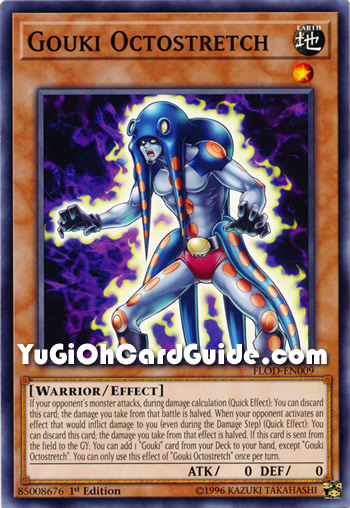 GOUKI OCTOSTRETCH
EARTH
地
YuGiOhCardGuide.com
FLOD-EN009
[WARRIOR/EFFECT]
If your opponent's monster attacks, during damage calculation (Quick Effect): You can discard
this card; the damage you take from that battle is halved. When your opponent activates an
effect that would inflict damage to you (even during the Damage Step) (Quick Effect): You can
discard this card; the damage you take from that effect is halved. If this card is sent from
the field to the GY: You can add 1 "Gouki" card from your Deck to your hand, except "Gouki
Octostretch". You can only use this effect of "Gouki Octostretch" once per turn.
ATK/ 0 DEF/ 0
85008676 1st Edition ©1996 KAZUKI TAKAHASHI